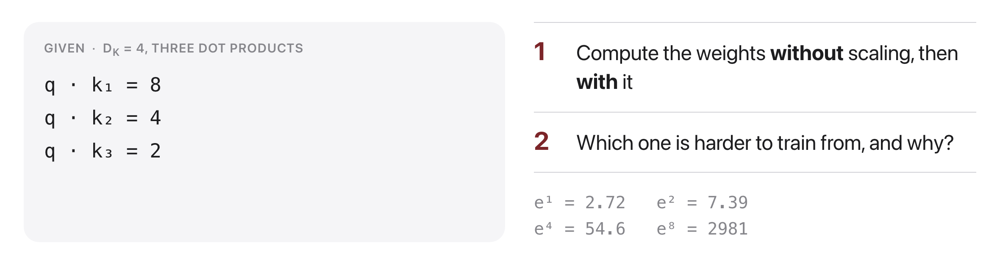 GIVEN · Dₖ = 4, THREE DOT PRODUCTS
q · k₁ = 8
q · k₂ = 4
q · k₃ = 2
1 Compute the weights without scaling, then
with it
2 Which one is harder to train from, and why?
e¹ = 2.72 e² = 7.39
e⁴ = 54.6 e⁸ = 2981